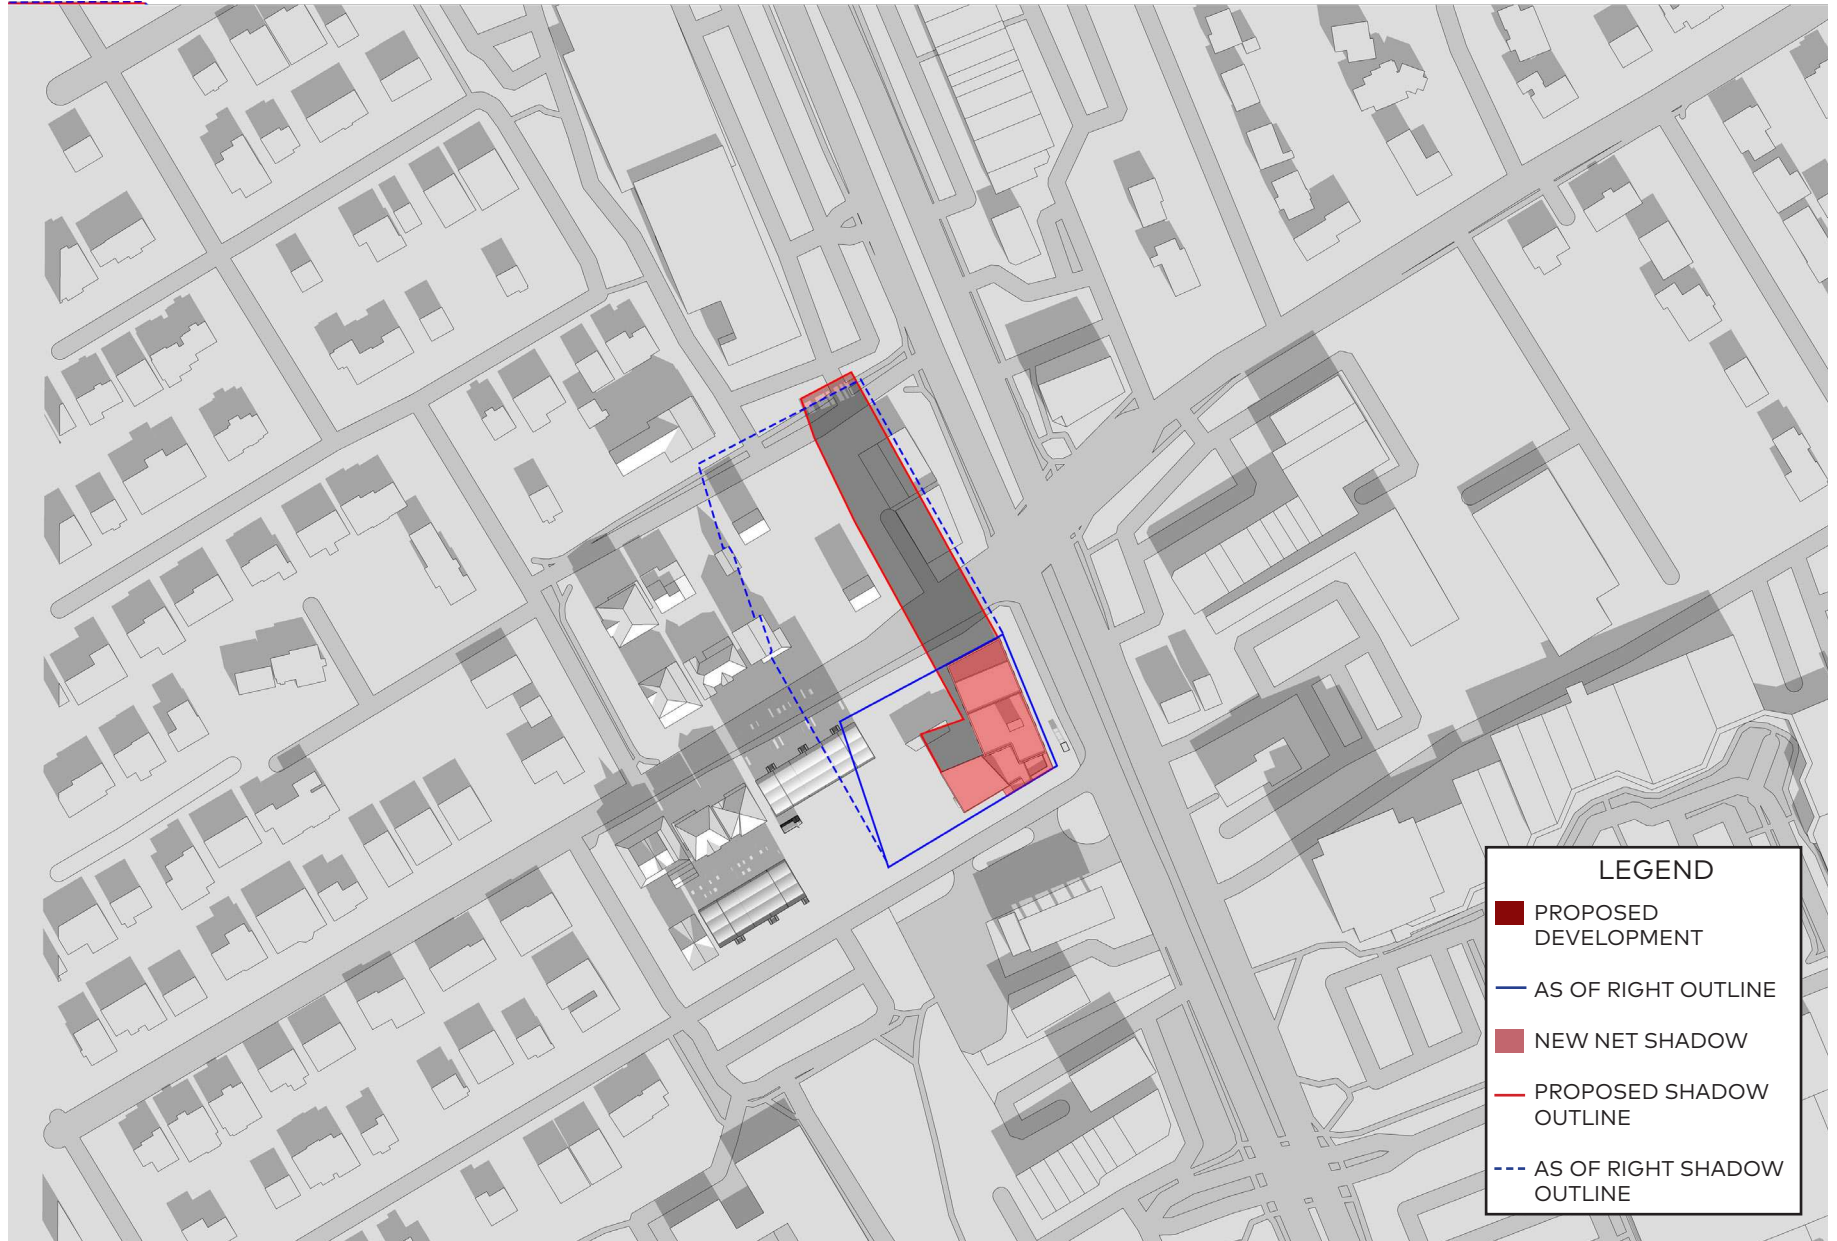 LEGEND
PROPOSED
DEVELOPMENT
AS OF RIGHT OUTLINE
NEW NET SHADOW
PROPOSED SHADOW
OUTLINE
AS OF RIGHT SHADOW
OUTLINE